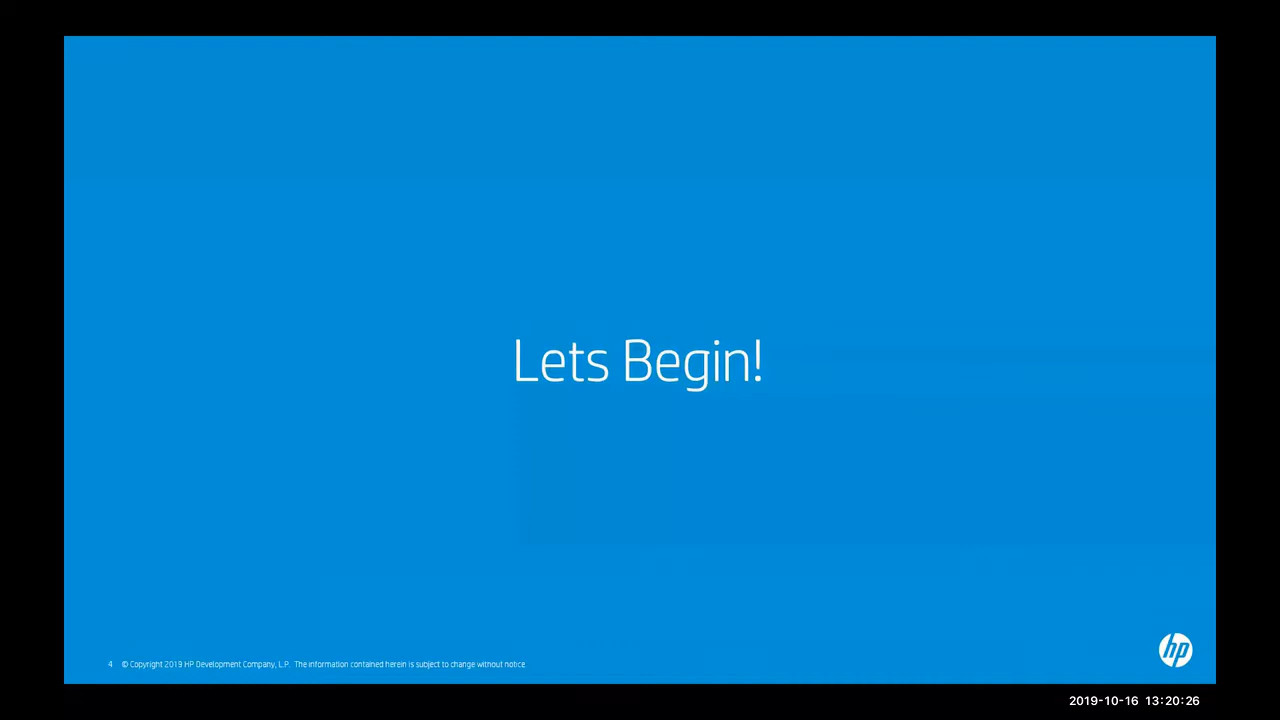 Lets Begin!
4 © Copyright 2019 HP Development Company, L.P. The information contained herein is subject to change without notice
hp
2019-10-16 13:20:26